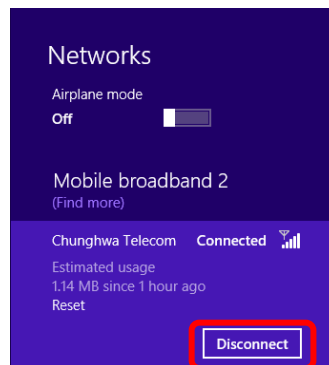 Networks
Airplane mode
Off
Mobile broadband 2
(Find more)
Chunghwa Telecom Connected
Estimated usage
1.14 MB since 1 hour ago
Reset
Disconnect